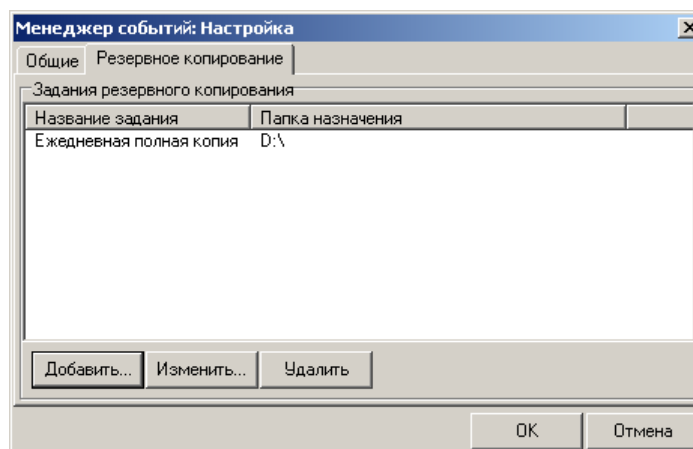 Менеджер событий: Настройка
Общие Резервное копирование
Задания резервного копирования
Название задания Папка назначения
Ежедневная полная копия D:\
Добавить... Изменить... Удалить
OK Отмена